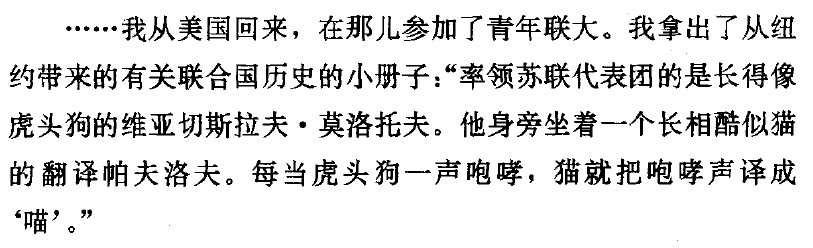 ……我从美国回来，在那儿参加了青年联大。我拿出了从纽
约带来的有关联合国历史的小册子：“率领苏联代表团的是长得像
虎头狗的维亚切斯拉夫·莫洛托夫。他身旁坐着一个长相酷似猫
的翻译帕夫洛夫。每当虎头狗一声咆哮，猫就把咆哮声译成
‘喵’。”